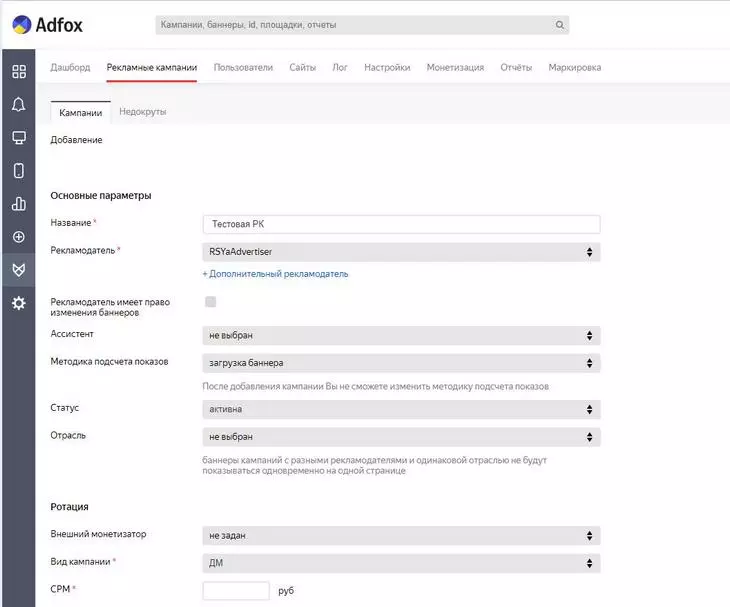 Adfox
Кампании, баннеры, id, площадки, отчеты
Дашборд Рекламные кампании Пользователи Сайты Лог Настройки Монетизация Отчёты Маркировка
Кампании Недокруты
Добавление
Основные параметры
Название * Тестовая РК
Рекламодатель * RSYaAdvertiser
+ Дополнительный рекламодатель
Рекламодатель имеет право
изменения баннеров
Ассистент не выбран
Методика подсчета показов загрузка баннера
После добавления кампании Вы не сможете изменить методику подсчета показов
Статус активна
Отрасль не выбран
баннеры кампаний с разными рекламодателями и одинаковой отраслью не будут
показываться одновременно на одной странице
Ротация
Внешний монетизатор не задан
Вид кампании * ДМ
CPM * руб